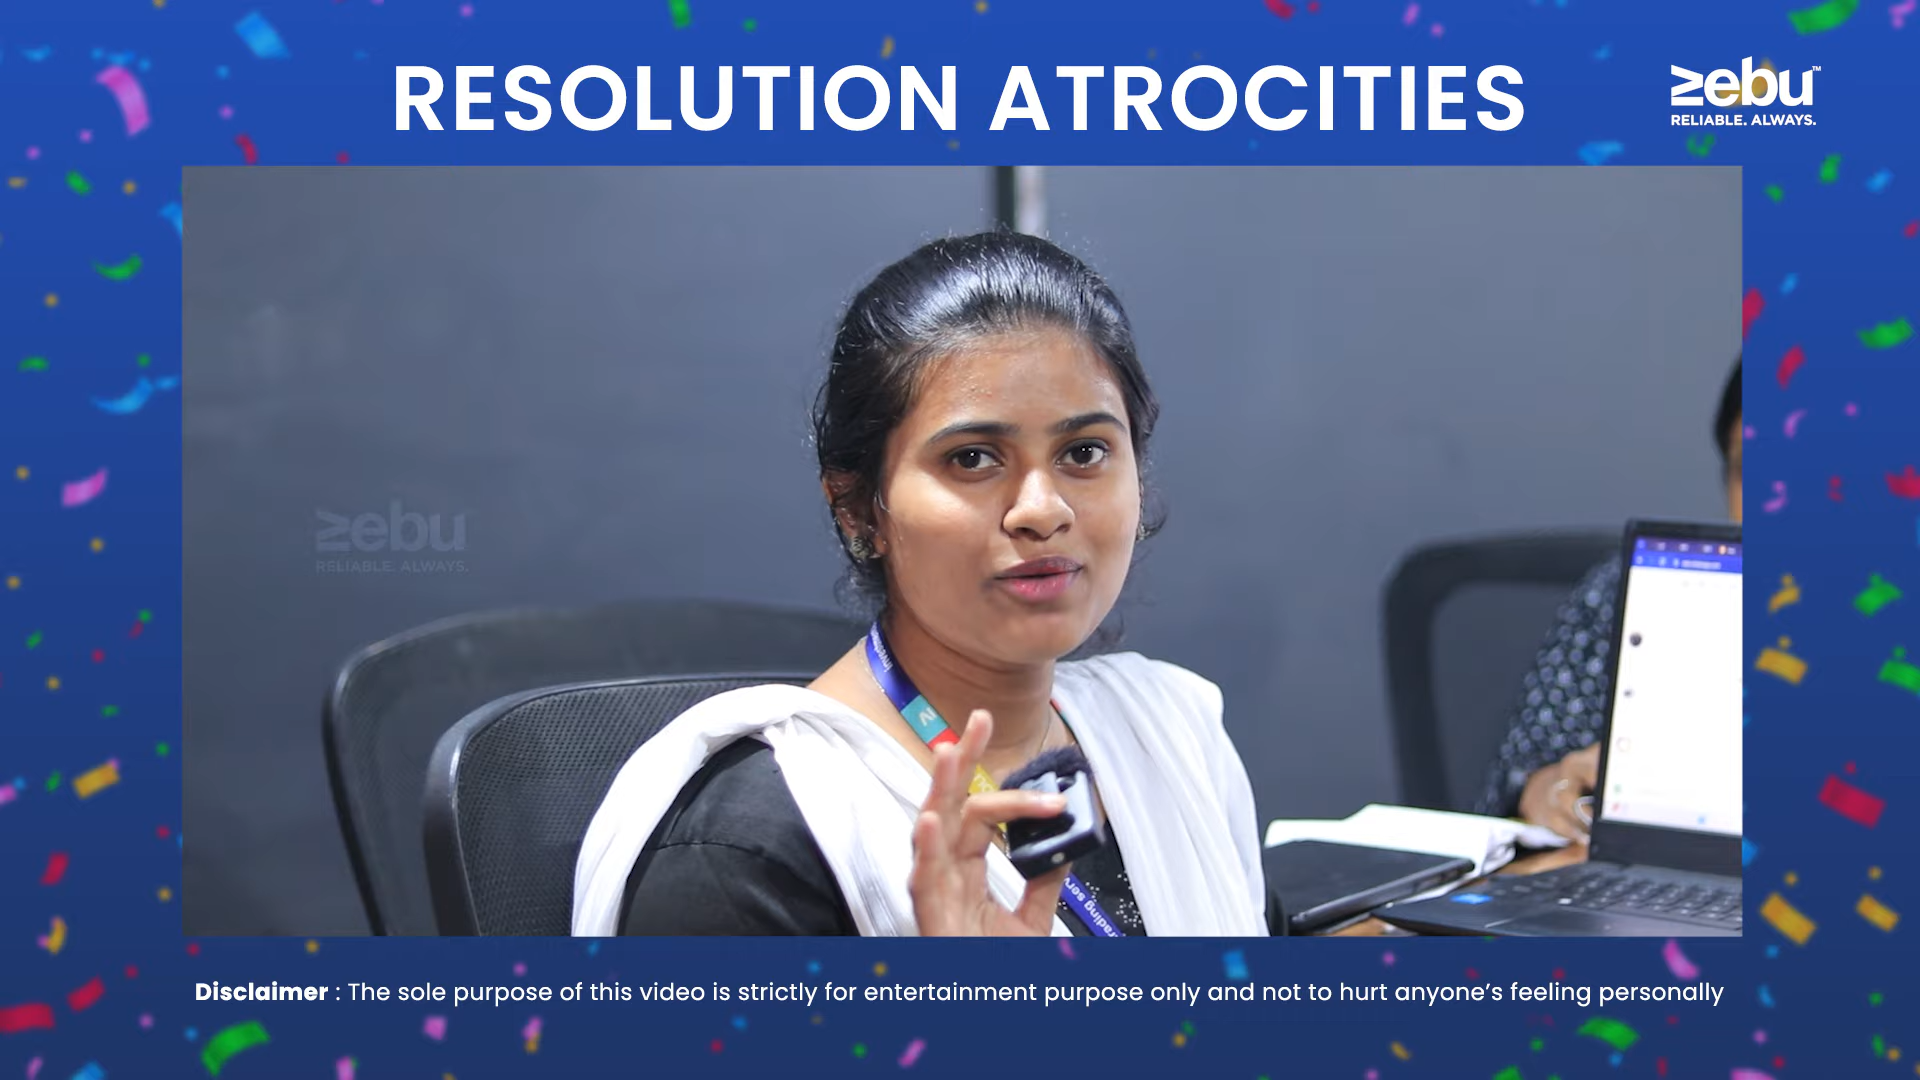 RESOLUTION ATROCITIES
zebu™
RELIABLE. ALWAYS.
zebu
RELIABLE. ALWAYS.
Disclaimer : The sole purpose of this video is strictly for entertainment purpose only and not to hurt anyone's feeling personally